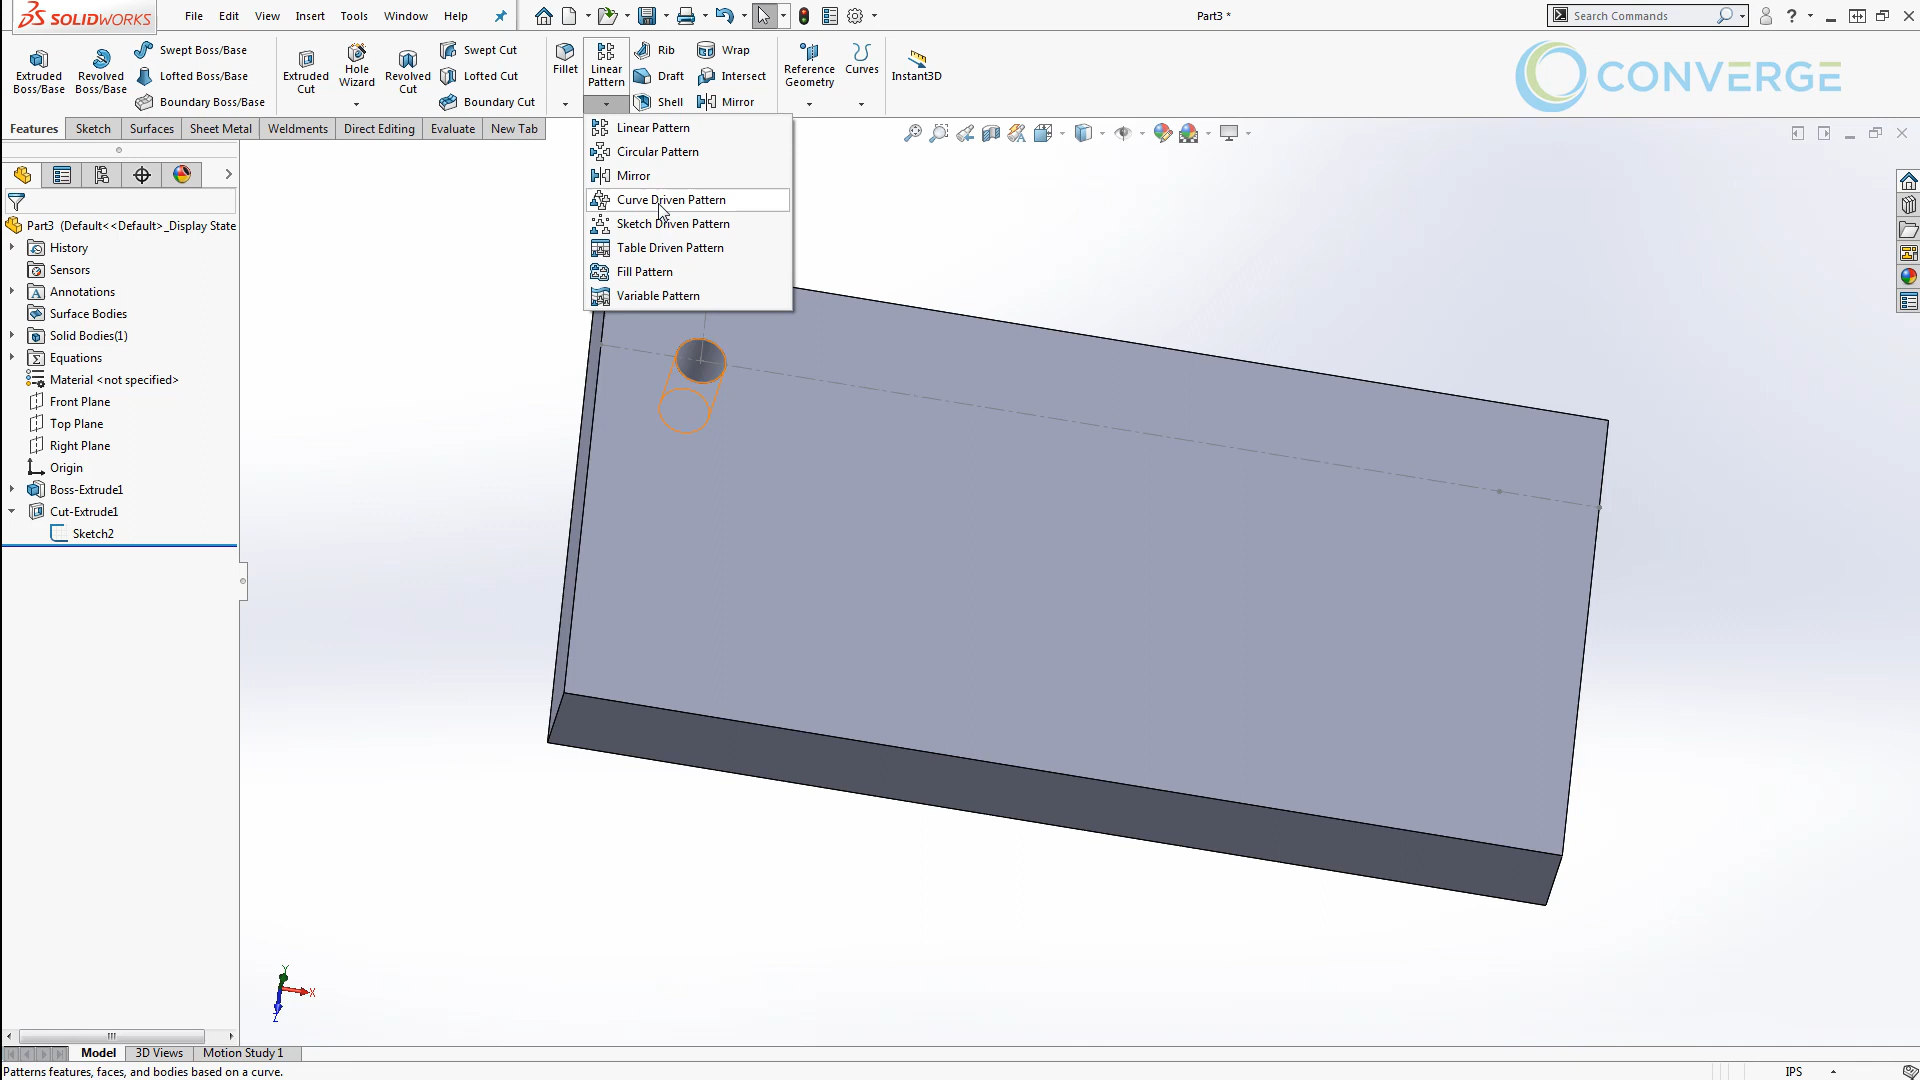 SOLIDWORKS File Edit View Insert Tools Window Help Part3 * Search Commands ?
Extruded Boss/Base
Revolved Boss/Base
Swept Boss/Base
Lofted Boss/Base
Boundary Boss/Base
Extruded Cut
Hole Wizard
Revolved Cut
Swept Cut
Lofted Cut
Boundary Cut
Fillet
Linear Pattern
Rib
Draft
Shell
Wrap
Intersect
Mirror
Reference Geometry
Curves
Instant3D
CONVERGE
Features Sketch Surfaces Sheet Metal Weldments Direct Editing Evaluate New Tab
Linear Pattern
Circular Pattern
Mirror
Curve Driven Pattern
Sketch Driven Pattern
Table Driven Pattern
Fill Pattern
Variable Pattern
Part3 (Default<<Default>_Display State
History
Sensors
Annotations
Surface Bodies
Solid Bodies(1)
Equations
Material <not specified>
Front Plane
Top Plane
Right Plane
Origin
Boss-Extrude1
Cut-Extrude1
Sketch2
Y
X
Z
Model 3D Views Motion Study 1
Patterns features, faces, and bodies based on a curve. IPS